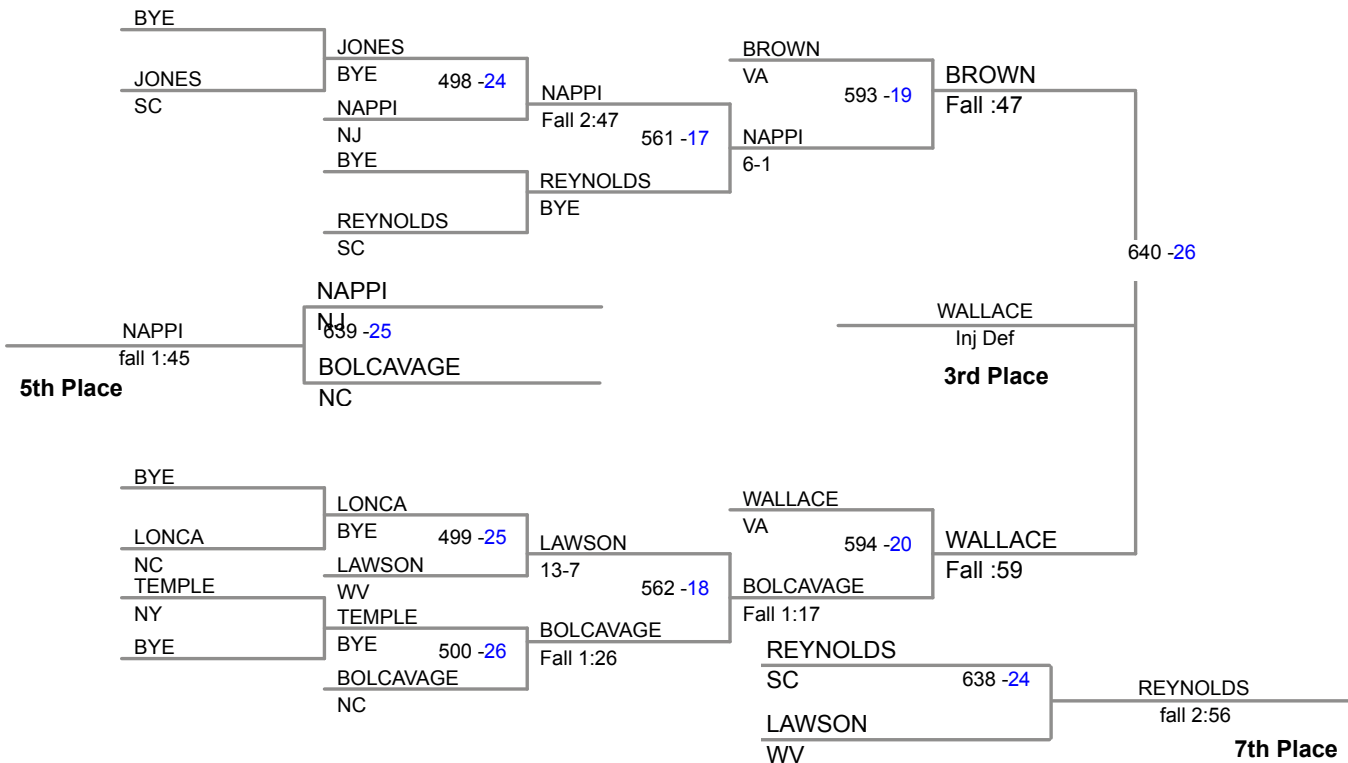 BYE
JONES
SC
JONES
BYE
498 -24
NAPPI
NJ
NAPPI
Fall 2:47
BYE
REYNOLDS
SC
REYNOLDS
BYE
561 -17
BROWN
VA
NAPPI
6-1
593 -19
BROWN
Fall :47
640 -26
NAPPI
NJ
639 -25
BOLCAVAGE
NC
NAPPI
fall 1:45
5th Place
WALLACE
Inj Def
3rd Place
BYE
LONCA
NC
TEMPLE
NY
BYE
LONCA
BYE
499 -25
LAWSON
WV
TEMPLE
BYE
500 -26
BOLCAVAGE
NC
LAWSON
13-7
562 -18
BOLCAVAGE
Fall 1:26
WALLACE
VA
594 -20
BOLCAVAGE
Fall 1:17
WALLACE
Fall :59
REYNOLDS
SC
638 -24
LAWSON
WV
REYNOLDS
fall 2:56
7th Place